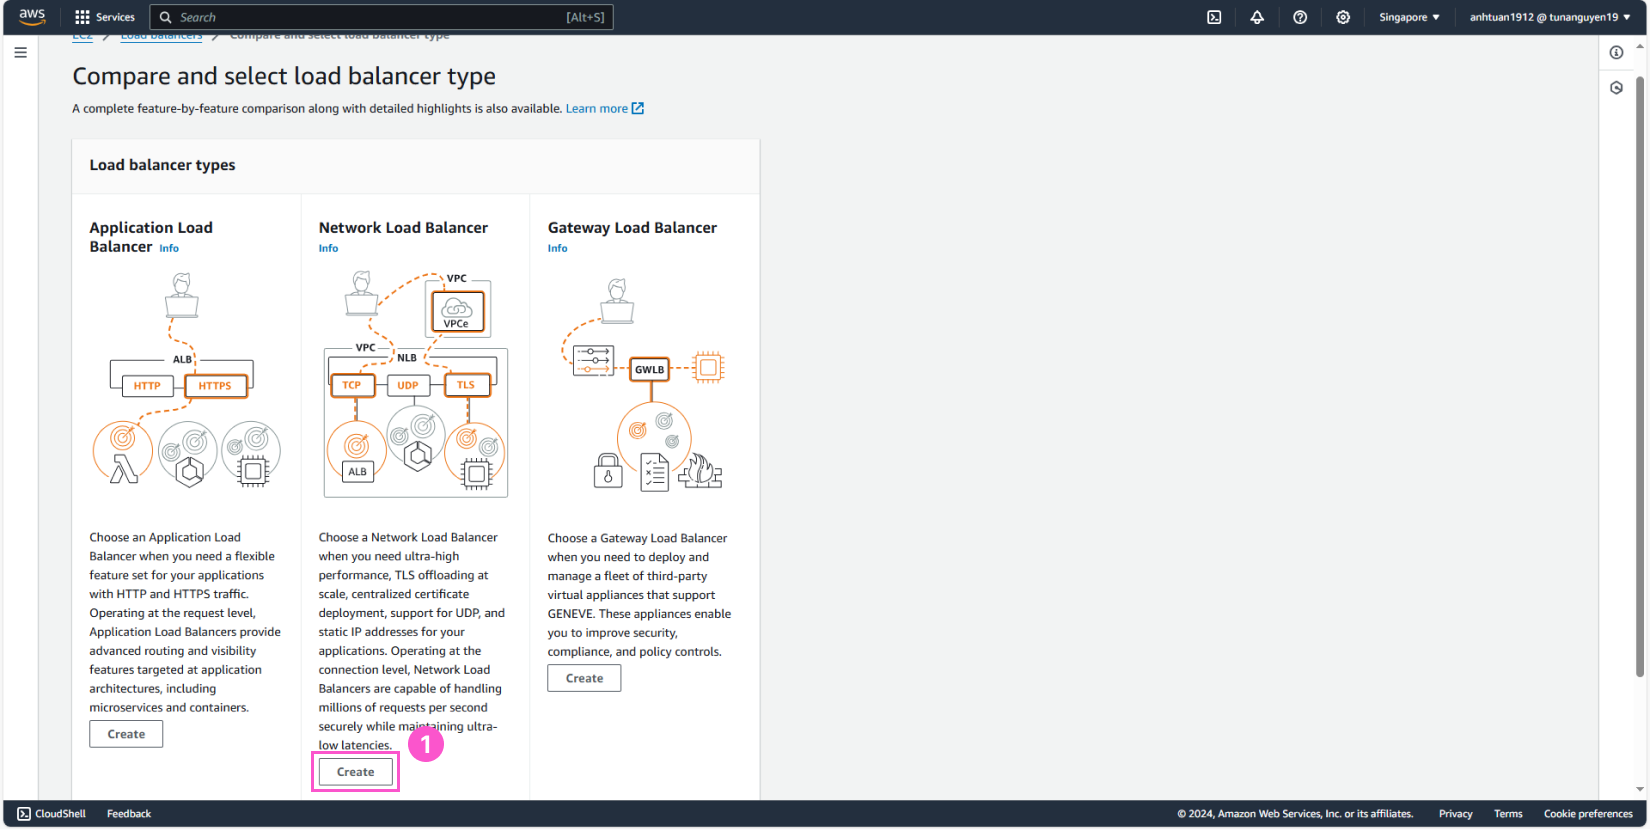 aws
Services
Search
[Alt+S]
Singapore ▼
anhtuan1912 @ tunanguyen19 ▼
EC2 / Load balancers / Compare and select load balancer type
Compare and select load balancer type
A complete feature-by-feature comparison along with detailed highlights is also available. Learn more
Load balancer types
Application Load
Balancer Info
ALB
HTTP
HTTPS
Choose an Application Load
Balancer when you need a flexible
feature set for your applications
with HTTP and HTTPS traffic.
Operating at the request level,
Application Load Balancers provide
advanced routing and visibility
features targeted at application
architectures, including
microservices and containers.
Create
Network Load Balancer
Info
VPC
VPCe
VPC
NLB
TCP
UDP
TLS
ALB
Choose a Network Load Balancer
when you need ultra-high
performance, TLS offloading at
scale, centralized certificate
deployment, support for UDP, and
static IP addresses for your
applications. Operating at the
connection level, Network Load
Balancers are capable of handling
millions of requests per second
securely while maintaining ultra-
low latencies.
1
Create
Gateway Load Balancer
Info
GWLB
Choose a Gateway Load Balancer
when you need to deploy and
manage a fleet of third-party
virtual appliances that support
GENEVE. These appliances enable
you to improve security,
compliance, and policy controls.
Create
CloudShell
Feedback
© 2024, Amazon Web Services, Inc. or its affiliates.
Privacy
Terms
Cookie preferences